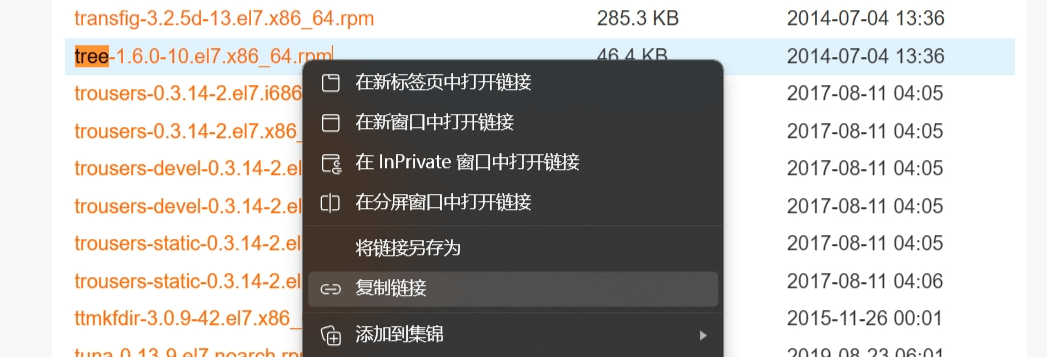 transfig-3.2.5d-13.el7.x86_64.rpm 285.3 KB 2014-07-04 13:36
tree-1.6.0-10.el7.x86_64.rpm 46.4 KB 2014-07-04 13:36
在新标签页中打开链接
trousers-0.3.14-2.el7.i686 2017-08-11 04:05
在新窗口中打开链接
trousers-0.3.14-2.el7.x86_ 2017-08-11 04:05
在 InPrivate 窗口中打开链接
trousers-devel-0.3.14-2.el 2017-08-11 04:05
在分屏窗口中打开链接
trousers-devel-0.3.14-2.el 2017-08-11 04:05
将链接另存为
trousers-static-0.3.14-2.el 2017-08-11 04:05
trousers-static-0.3.14-2.el 2017-08-11 04:06
复制链接
ttmkfdir-3.0.9-42.el7.x86_ 2015-11-26 00:01
添加到集锦
tuna-0.13.9.el7.noarch.rp 2019-08-23 06:01